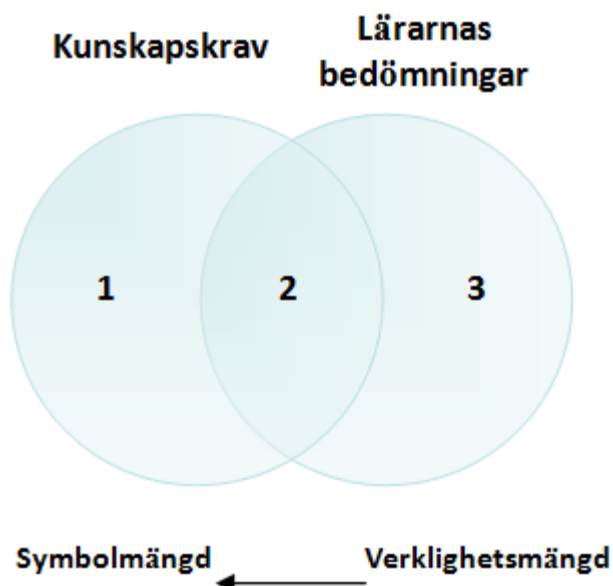 Kunskapskrav
Lärarnas
bedömningar
1
2
3
Symbolmängd
Verklighetsmängd